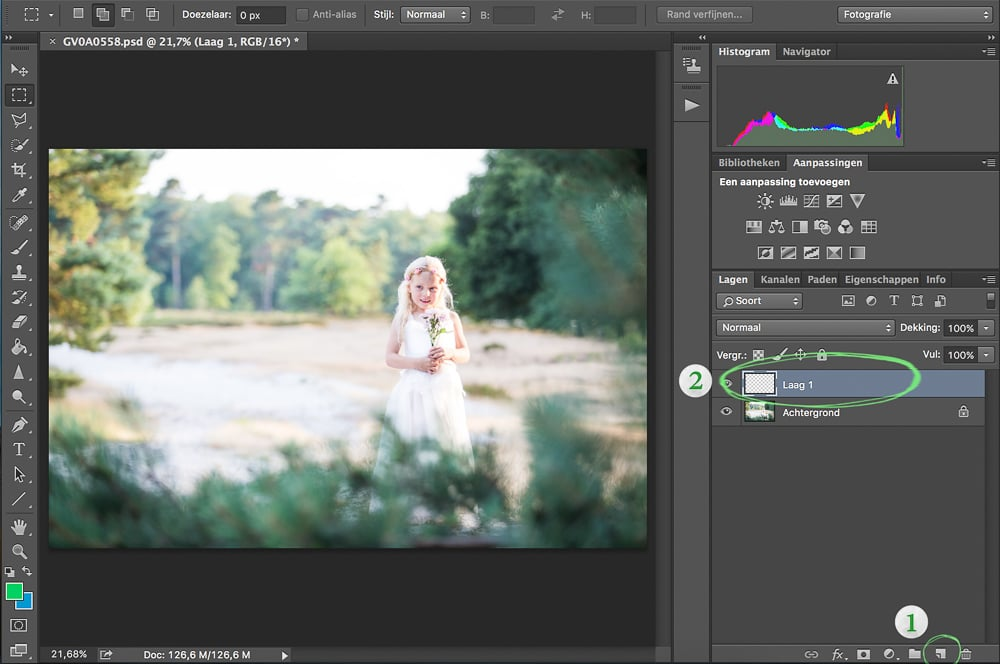 Doezelaar: 0 px Anti-alias Stijl: Normaal B: H: Rand verfijnen... Fotografie
× GV0A0558.psd @ 21,7% (Laag 1, RGB/16*) *
Histogram Navigator
Bibliotheken Aanpassingen
Een aanpassing toevoegen
Lagen Kanalen Paden Eigenschappen Info
Soort
Normaal Dekking: 100%
Vergr.: Vul: 100%
2 Laag 1
Achtergrond
1
21,68% Doc: 126,6 M/126,6 M fx